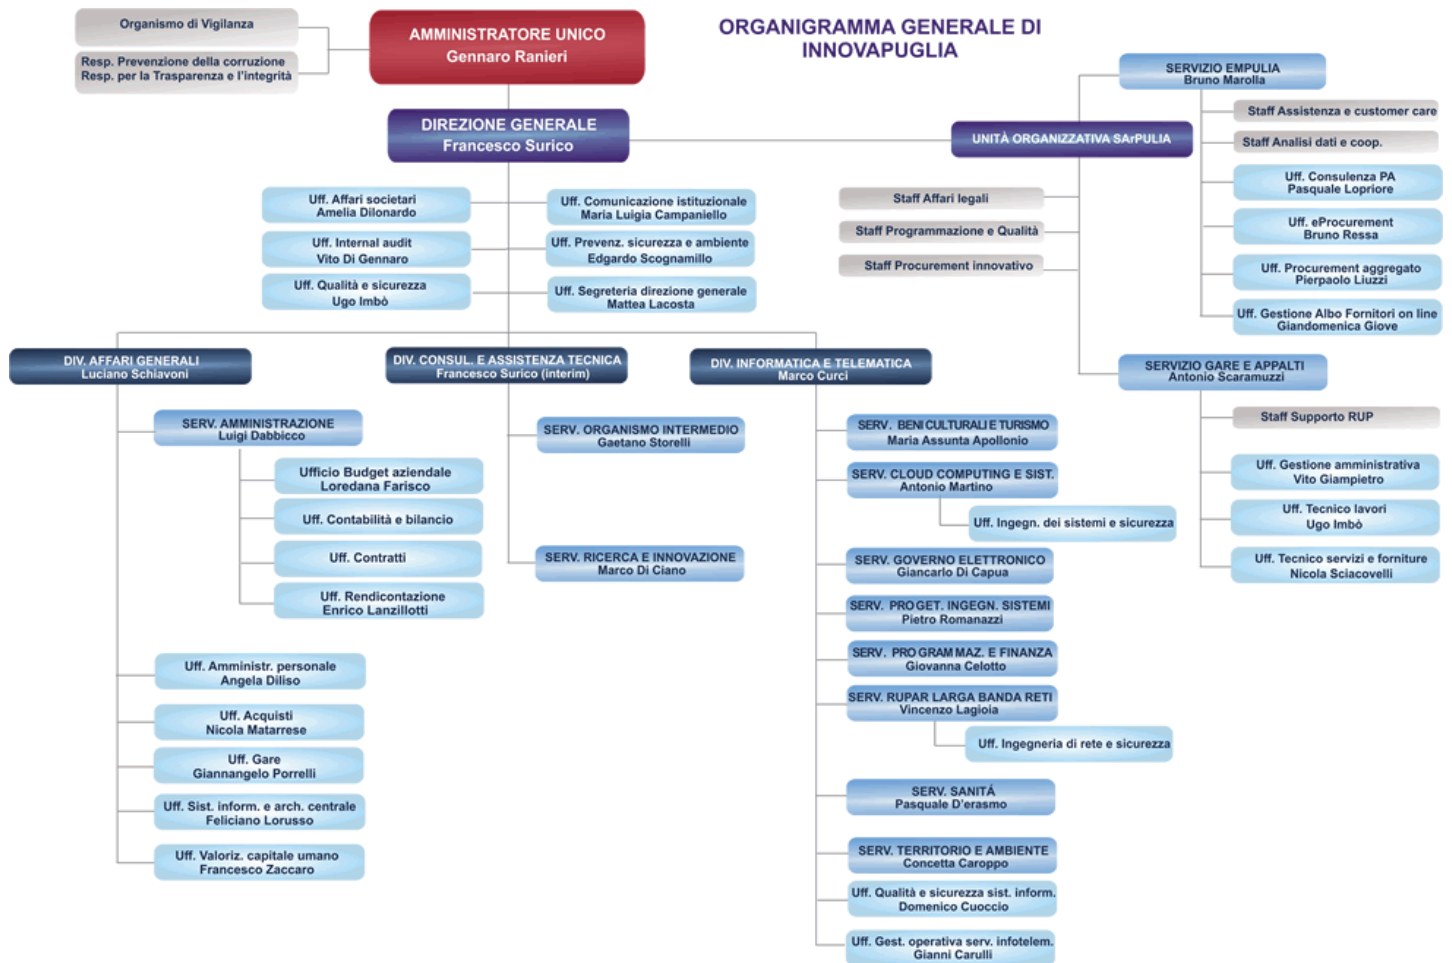 ORGANIGRAMMA GENERALE DI
INNOVAPUGLIA
Organismo di Vigilanza
Resp. Prevenzione della corruzione
Resp. per la Trasparenza e l'integrità
AMMINISTRATORE UNICO
Gennaro Ranieri
DIREZIONE GENERALE
Francesco Surico
UNITÀ ORGANIZZATIVA SArPULIA
Uff. Affari societari
Amelia Dilonardo
Uff. Comunicazione istituzionale
Maria Luigia Campaniello
Uff. Internal audit
Vito Di Gennaro
Uff. Prevenz. sicurezza e ambiente
Edgardo Scognamillo
Uff. Qualità e sicurezza
Ugo Imbò
Uff. Segreteria direzione generale
Mattea Lacosta
Staff Affari legali
Staff Programmazione e Qualità
Staff Procurement innovativo
SERVIZIO EMPULIA
Bruno Marolla
Staff Assistenza e customer care
Staff Analisi dati e coop.
Uff. Consulenza PA
Pasquale Lopriore
Uff. eProcurement
Bruno Ressa
Uff. Procurement aggregato
Pierpaolo Liuzzi
Uff. Gestione Albo Fornitori on line
Giandomenica Giove
SERVIZIO GARE E APPALTI
Antonio Scaramuzzi
Staff Supporto RUP
Uff. Gestione amministrativa
Vito Giampietro
Uff. Tecnico lavori
Ugo Imbò
Uff. Tecnico servizi e forniture
Nicola Sciacovelli
DIV. AFFARI GENERALI
Luciano Schiavoni
SERV. AMMINISTRAZIONE
Luigi Dabbicco
Ufficio Budget aziendale
Loredana Farisco
Uff. Contabilità e bilancio
Uff. Contratti
Uff. Rendicontazione
Enrico Lanzillotti
Uff. Amministr. personale
Angela Diliso
Uff. Acquisti
Nicola Matarrese
Uff. Gare
Giannangelo Porrelli
Uff. Sist. inform. e arch. centrale
Feliciano Lorusso
Uff. Valoriz. capitale umano
Francesco Zaccaro
DIV. CONSUL. E ASSISTENZA TECNICA
Francesco Surico (interim)
SERV. ORGANISMO INTERMEDIO
Gaetano Storelli
SERV. RICERCA E INNOVAZIONE
Marco Di Ciano
DIV. INFORMATICA E TELEMATICA
Marco Curci
SERV. BENI CULTURALI E TURISMO
Maria Assunta Apollonio
SERV. CLOUD COMPUTING E SIST.
Antonio Martino
Uff. Ingegn. dei sistemi e sicurezza
SERV. GOVERNO ELETTRONICO
Giancarlo Di Capua
SERV. PROGET. INGEGN. SISTEMI
Pietro Romanazzi
SERV. PROGRAMMAZ. E FINANZA
Giovanna Celotto
SERV. RUPAR LARGA BANDA RETI
Vincenzo Lagioia
Uff. Ingegneria di rete e sicurezza
SERV. SANITÁ
Pasquale D'erasmo
SERV. TERRITORIO E AMBIENTE
Concetta Caroppo
Uff. Qualità e sicurezza sist. inform.
Domenico Cuoccio
Uff. Gest. operativa serv. infotelem.
Gianni Carulli